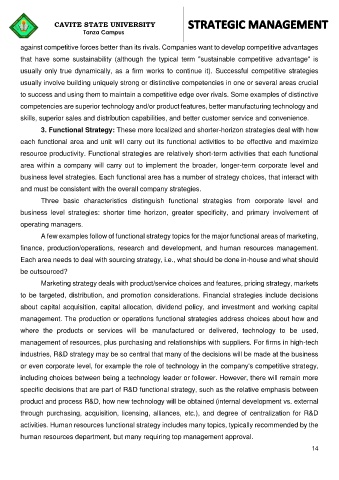 CAVITE STATE UNIVERSITY
Tanza Campus
STRATEGIC MANAGEMENT
against competitive forces better than its rivals. Companies want to develop competitive advantages
that have some sustainability (although the typical term "sustainable competitive advantage" is
usually only true dynamically, as a firm works to continue it). Successful competitive strategies
usually involve building uniquely strong or distinctive competencies in one or several areas crucial
to success and using them to maintain a competitive edge over rivals. Some examples of distinctive
competencies are superior technology and/or product features, better manufacturing technology and
skills, superior sales and distribution capabilities, and better customer service and convenience.
3. Functional Strategy: These more localized and shorter-horizon strategies deal with how
each functional area and unit will carry out its functional activities to be effective and maximize
resource productivity. Functional strategies are relatively short-term activities that each functional
area within a company will carry out to implement the broader, longer-term corporate level and
business level strategies. Each functional area has a number of strategy choices, that interact with
and must be consistent with the overall company strategies.
Three basic characteristics distinguish functional strategies from corporate level and
business level strategies: shorter time horizon, greater specificity, and primary involvement of
operating managers.
A few examples follow of functional strategy topics for the major functional areas of marketing,
finance, production/operations, research and development, and human resources management.
Each area needs to deal with sourcing strategy, i.e., what should be done in-house and what should
be outsourced?
Marketing strategy deals with product/service choices and features, pricing strategy, markets
to be targeted, distribution, and promotion considerations. Financial strategies include decisions
about capital acquisition, capital allocation, dividend policy, and investment and working capital
management. The production or operations functional strategies address choices about how and
where the products or services will be manufactured or delivered, technology to be used,
management of resources, plus purchasing and relationships with suppliers. For firms in high-tech
industries, R&D strategy may be so central that many of the decisions will be made at the business
or even corporate level, for example the role of technology in the company's competitive strategy,
including choices between being a technology leader or follower. However, there will remain more
specific decisions that are part of R&D functional strategy, such as the relative emphasis between
product and process R&D, how new technology will be obtained (internal development vs. external
through purchasing, acquisition, licensing, alliances, etc.), and degree of centralization for R&D
activities. Human resources functional strategy includes many topics, typically recommended by the
human resources department, but many requiring top management approval.
14